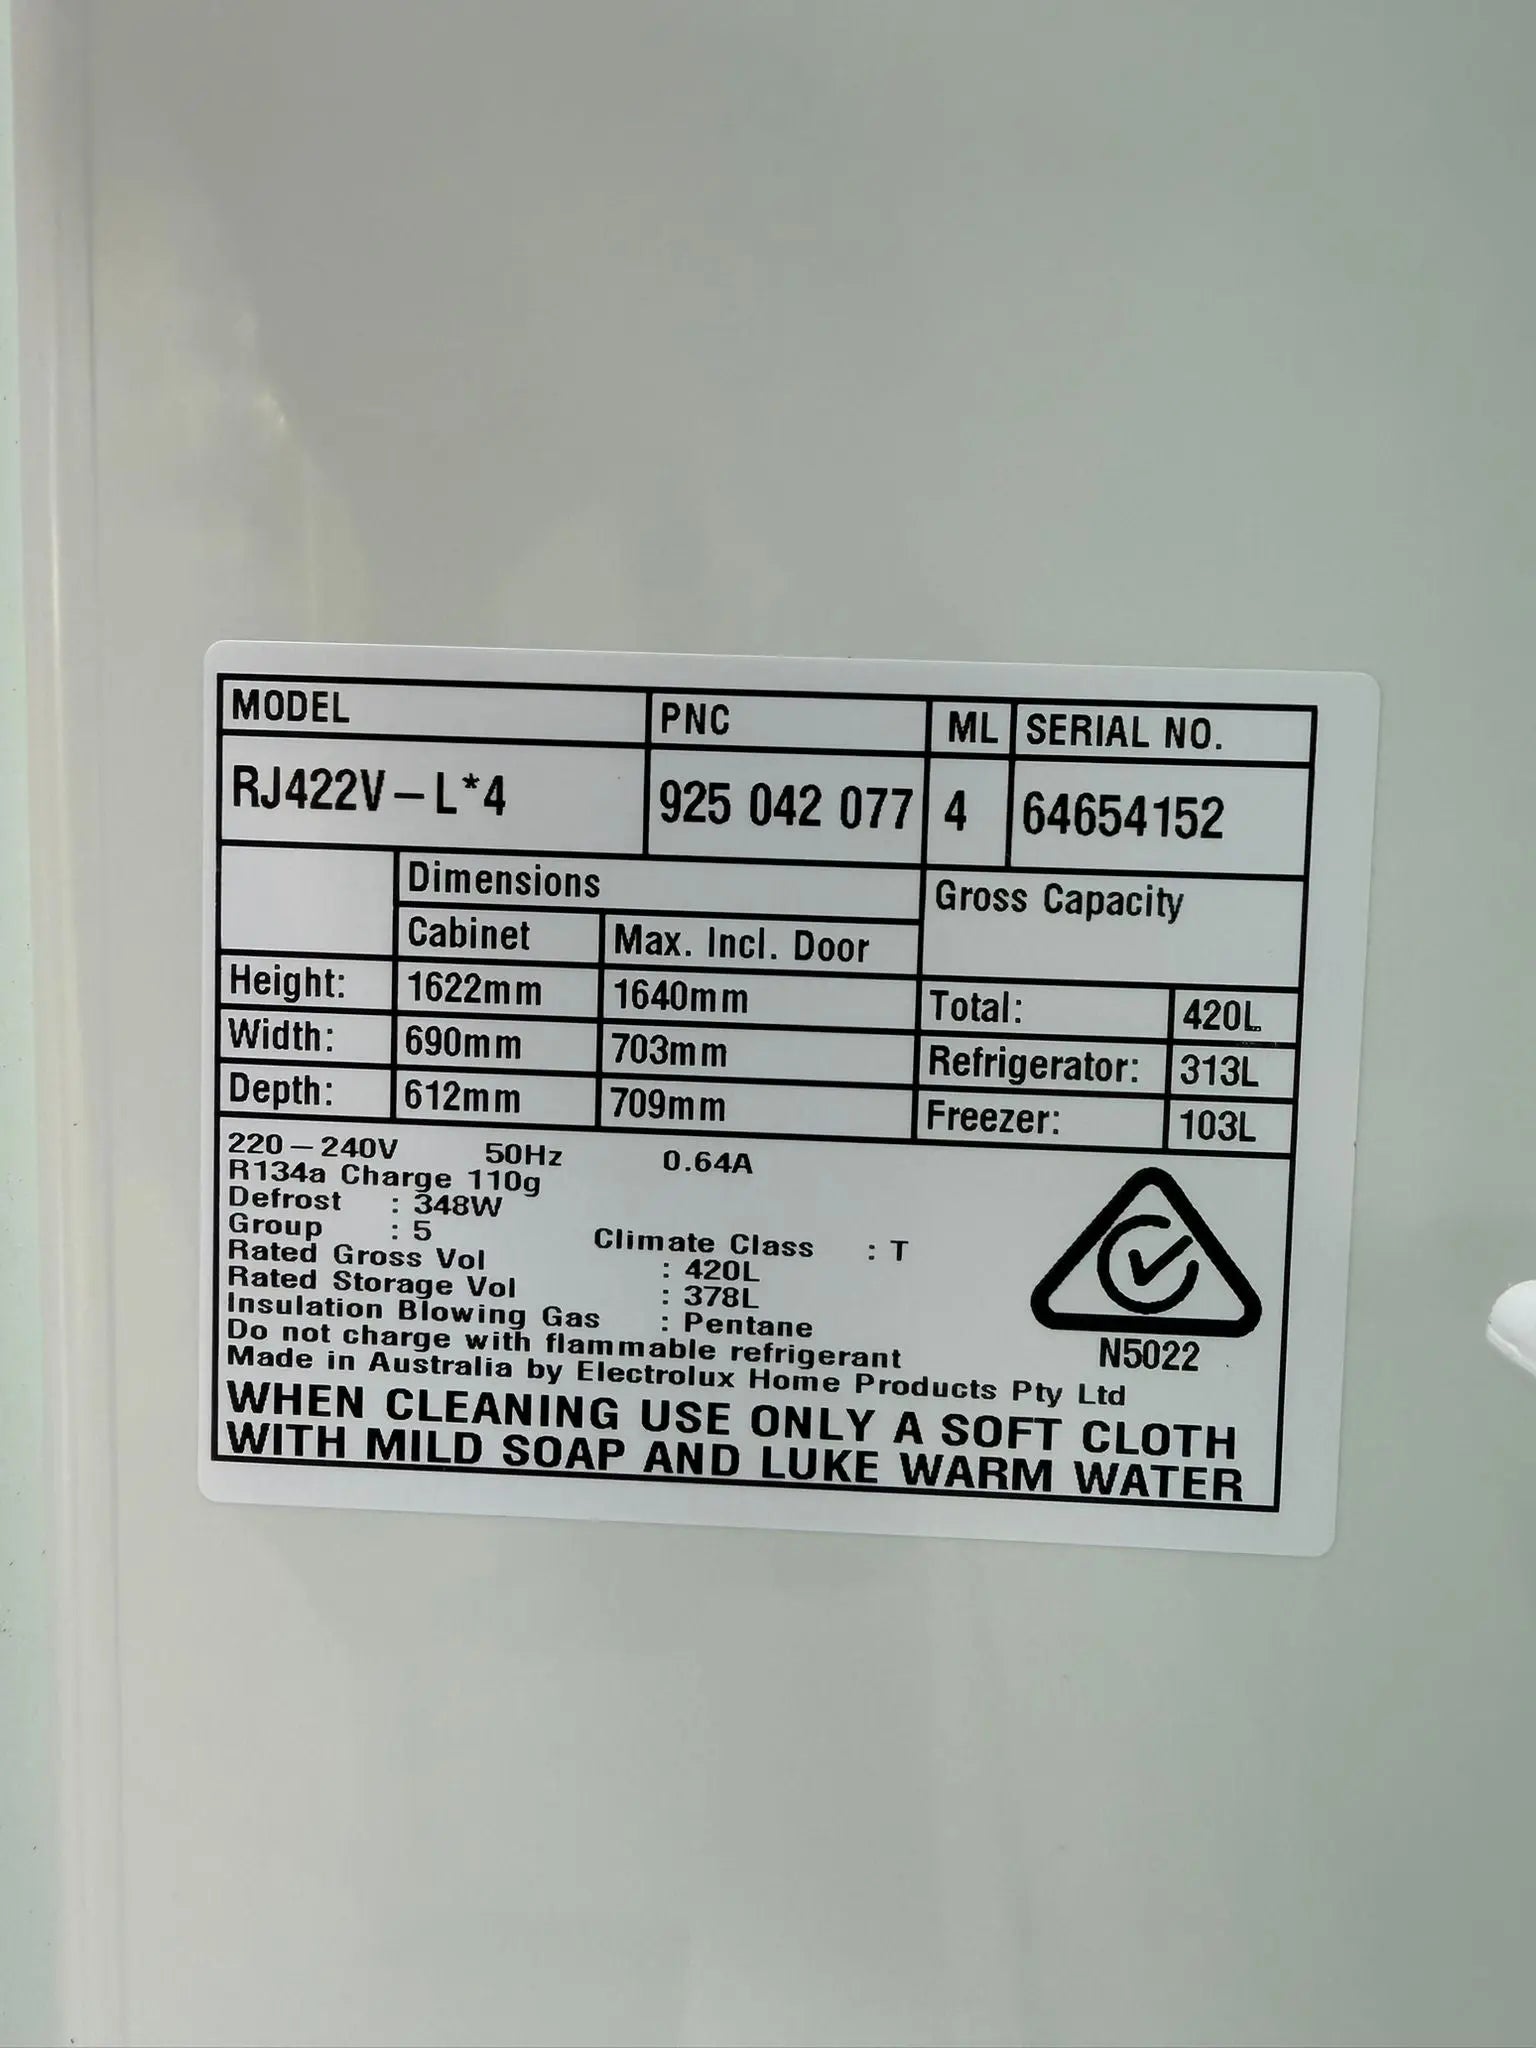 MODEL PNC ML SERIAL NO.
RJ422V-L*4 925 042 077 4 64654152
Dimensions Gross Capacity
Cabinet Max. Incl. Door
Height: 1622mm 1640mm Total: 420L
Width: 690mm 703mm Refrigerator: 313L
Depth: 612mm 709mm Freezer: 103L
220-240V 50Hz 0.64A
R134a Charge 110g
Defrost : 348W
Group : 5 Climate Class : T
Rated Gross Vol : 420L
Rated Storage Vol : 378L
Insulation Blowing Gas : Pentane
Do not charge with flammable refrigerant
Made in Australia by Electrolux Home Products Pty Ltd
N5022
WHEN CLEANING USE ONLY A SOFT CLOTH
WITH MILD SOAP AND LUKE WARM WATER